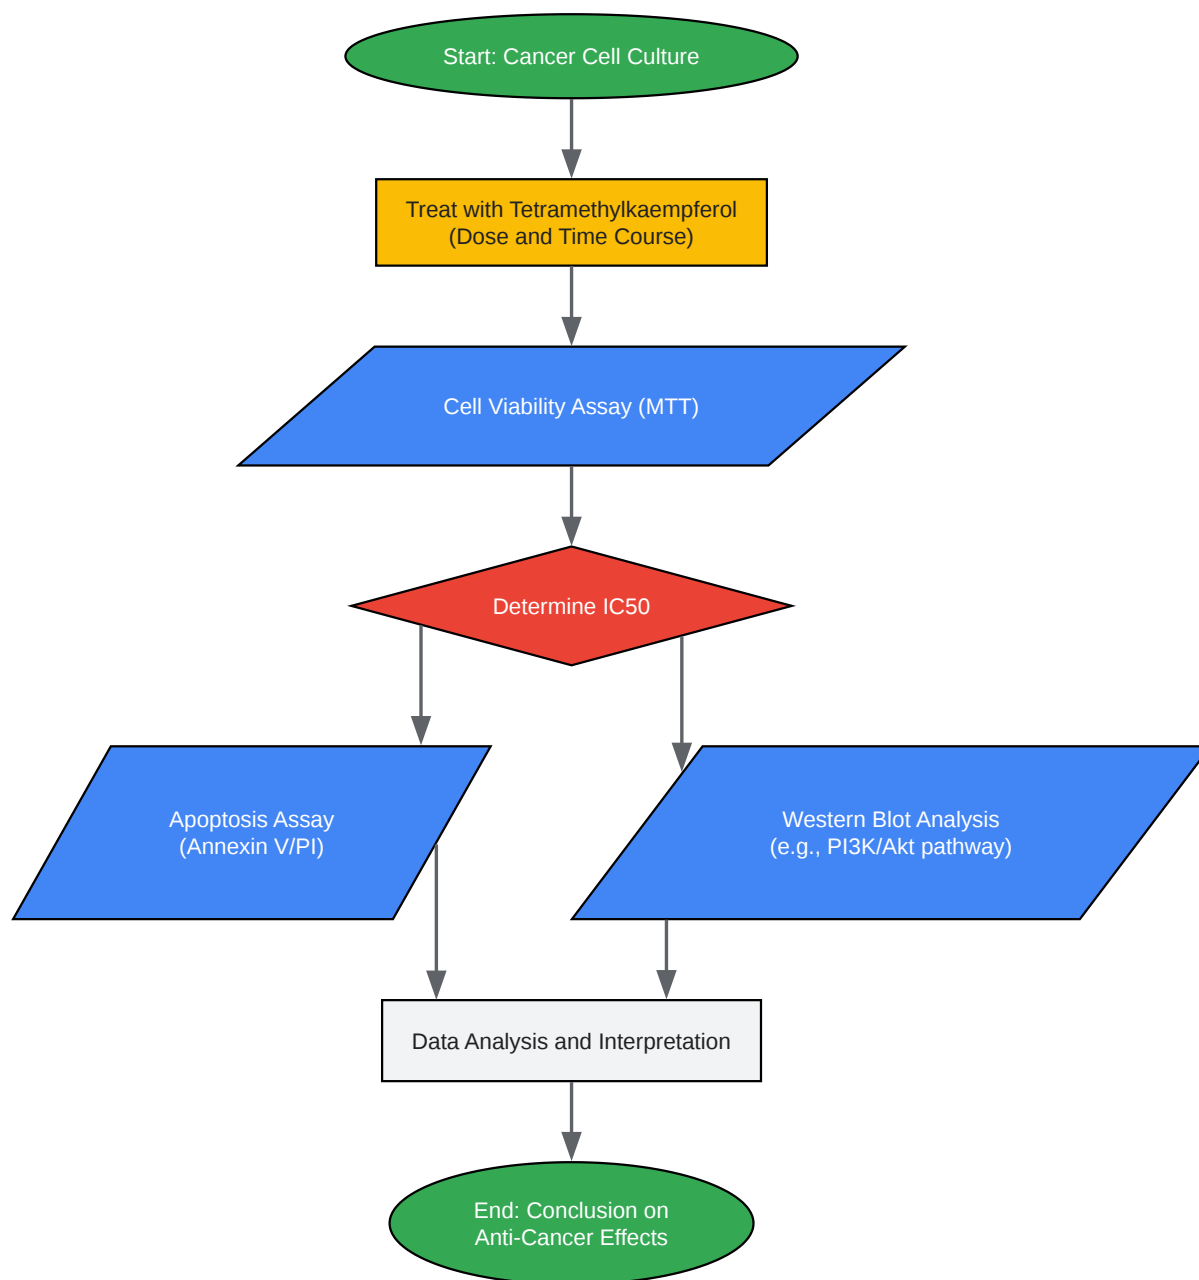 Start: Cancer Cell Culture
Treat with Tetramethylkaempferol
(Dose and Time Course)
Cell Viability Assay (MTT)
Determine IC50
Apoptosis Assay
(Annexin V/PI)
Western Blot Analysis
(e.g., PI3K/Akt pathway)
Data Analysis and Interpretation
End: Conclusion on
Anti-Cancer Effects